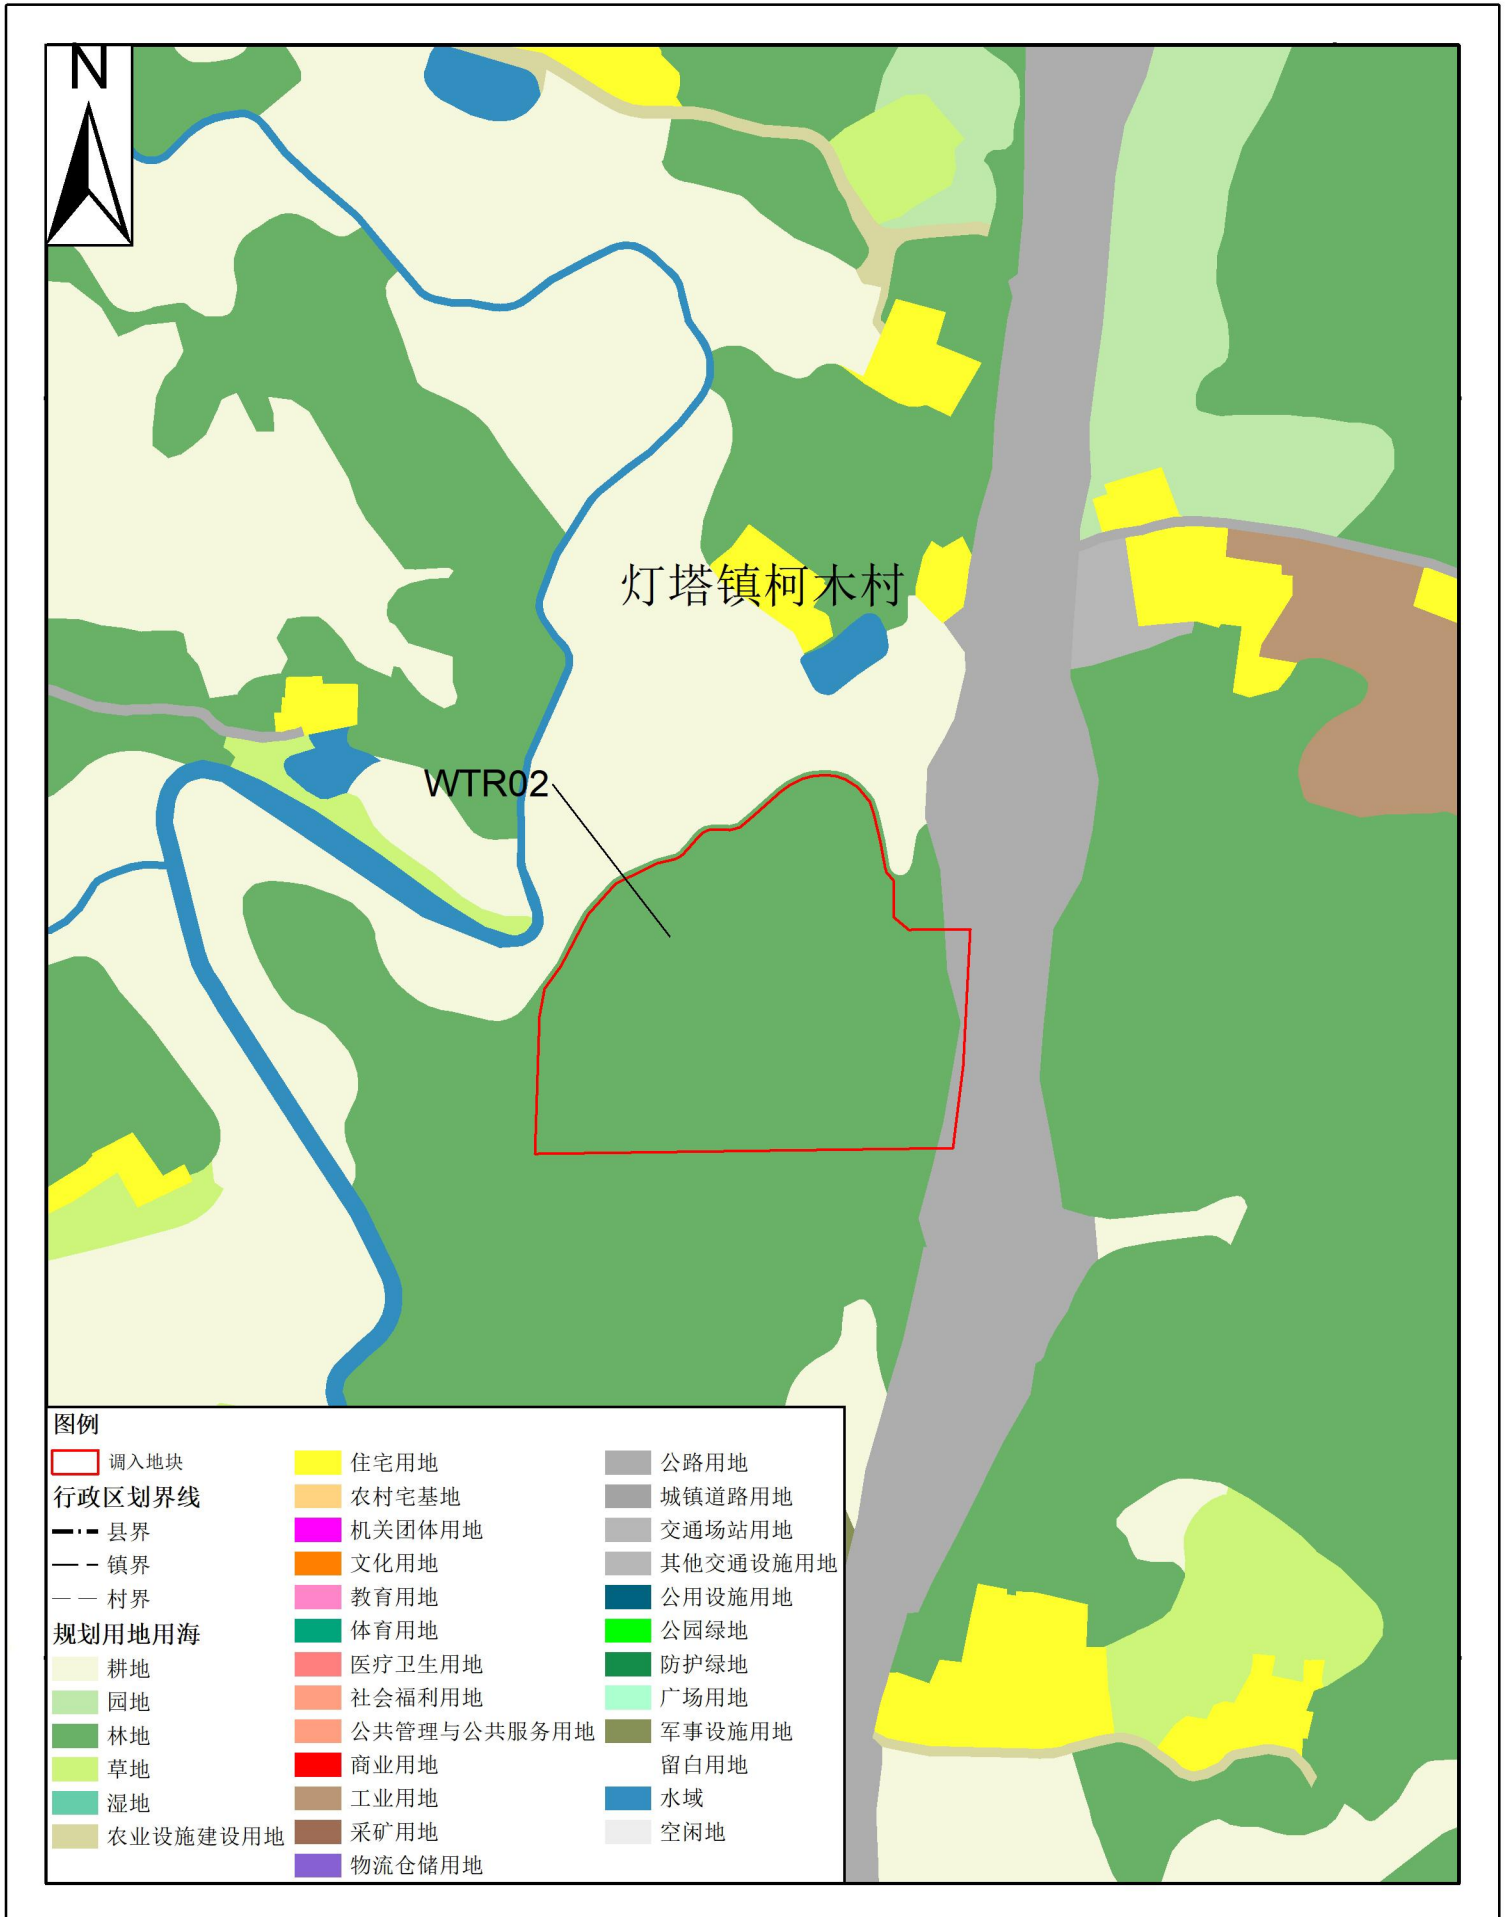 N
灯塔镇柯木村
WTR02
图例
调入地块
行政区划界线
县界
镇界
村界
规划用地用海
耕地
园地
林地
草地
湿地
农业设施建设用地
住宅用地
农村宅基地
机关团体用地
文化用地
教育用地
体育用地
医疗卫生用地
社会福利用地
公共管理与公共服务用地
商业用地
工业用地
采矿用地
物流仓储用地
公路用地
城镇道路用地
交通场站用地
其他交通设施用地
公用设施用地
公园绿地
防护绿地
广场用地
军事设施用地
留白用地
水域
空闲地